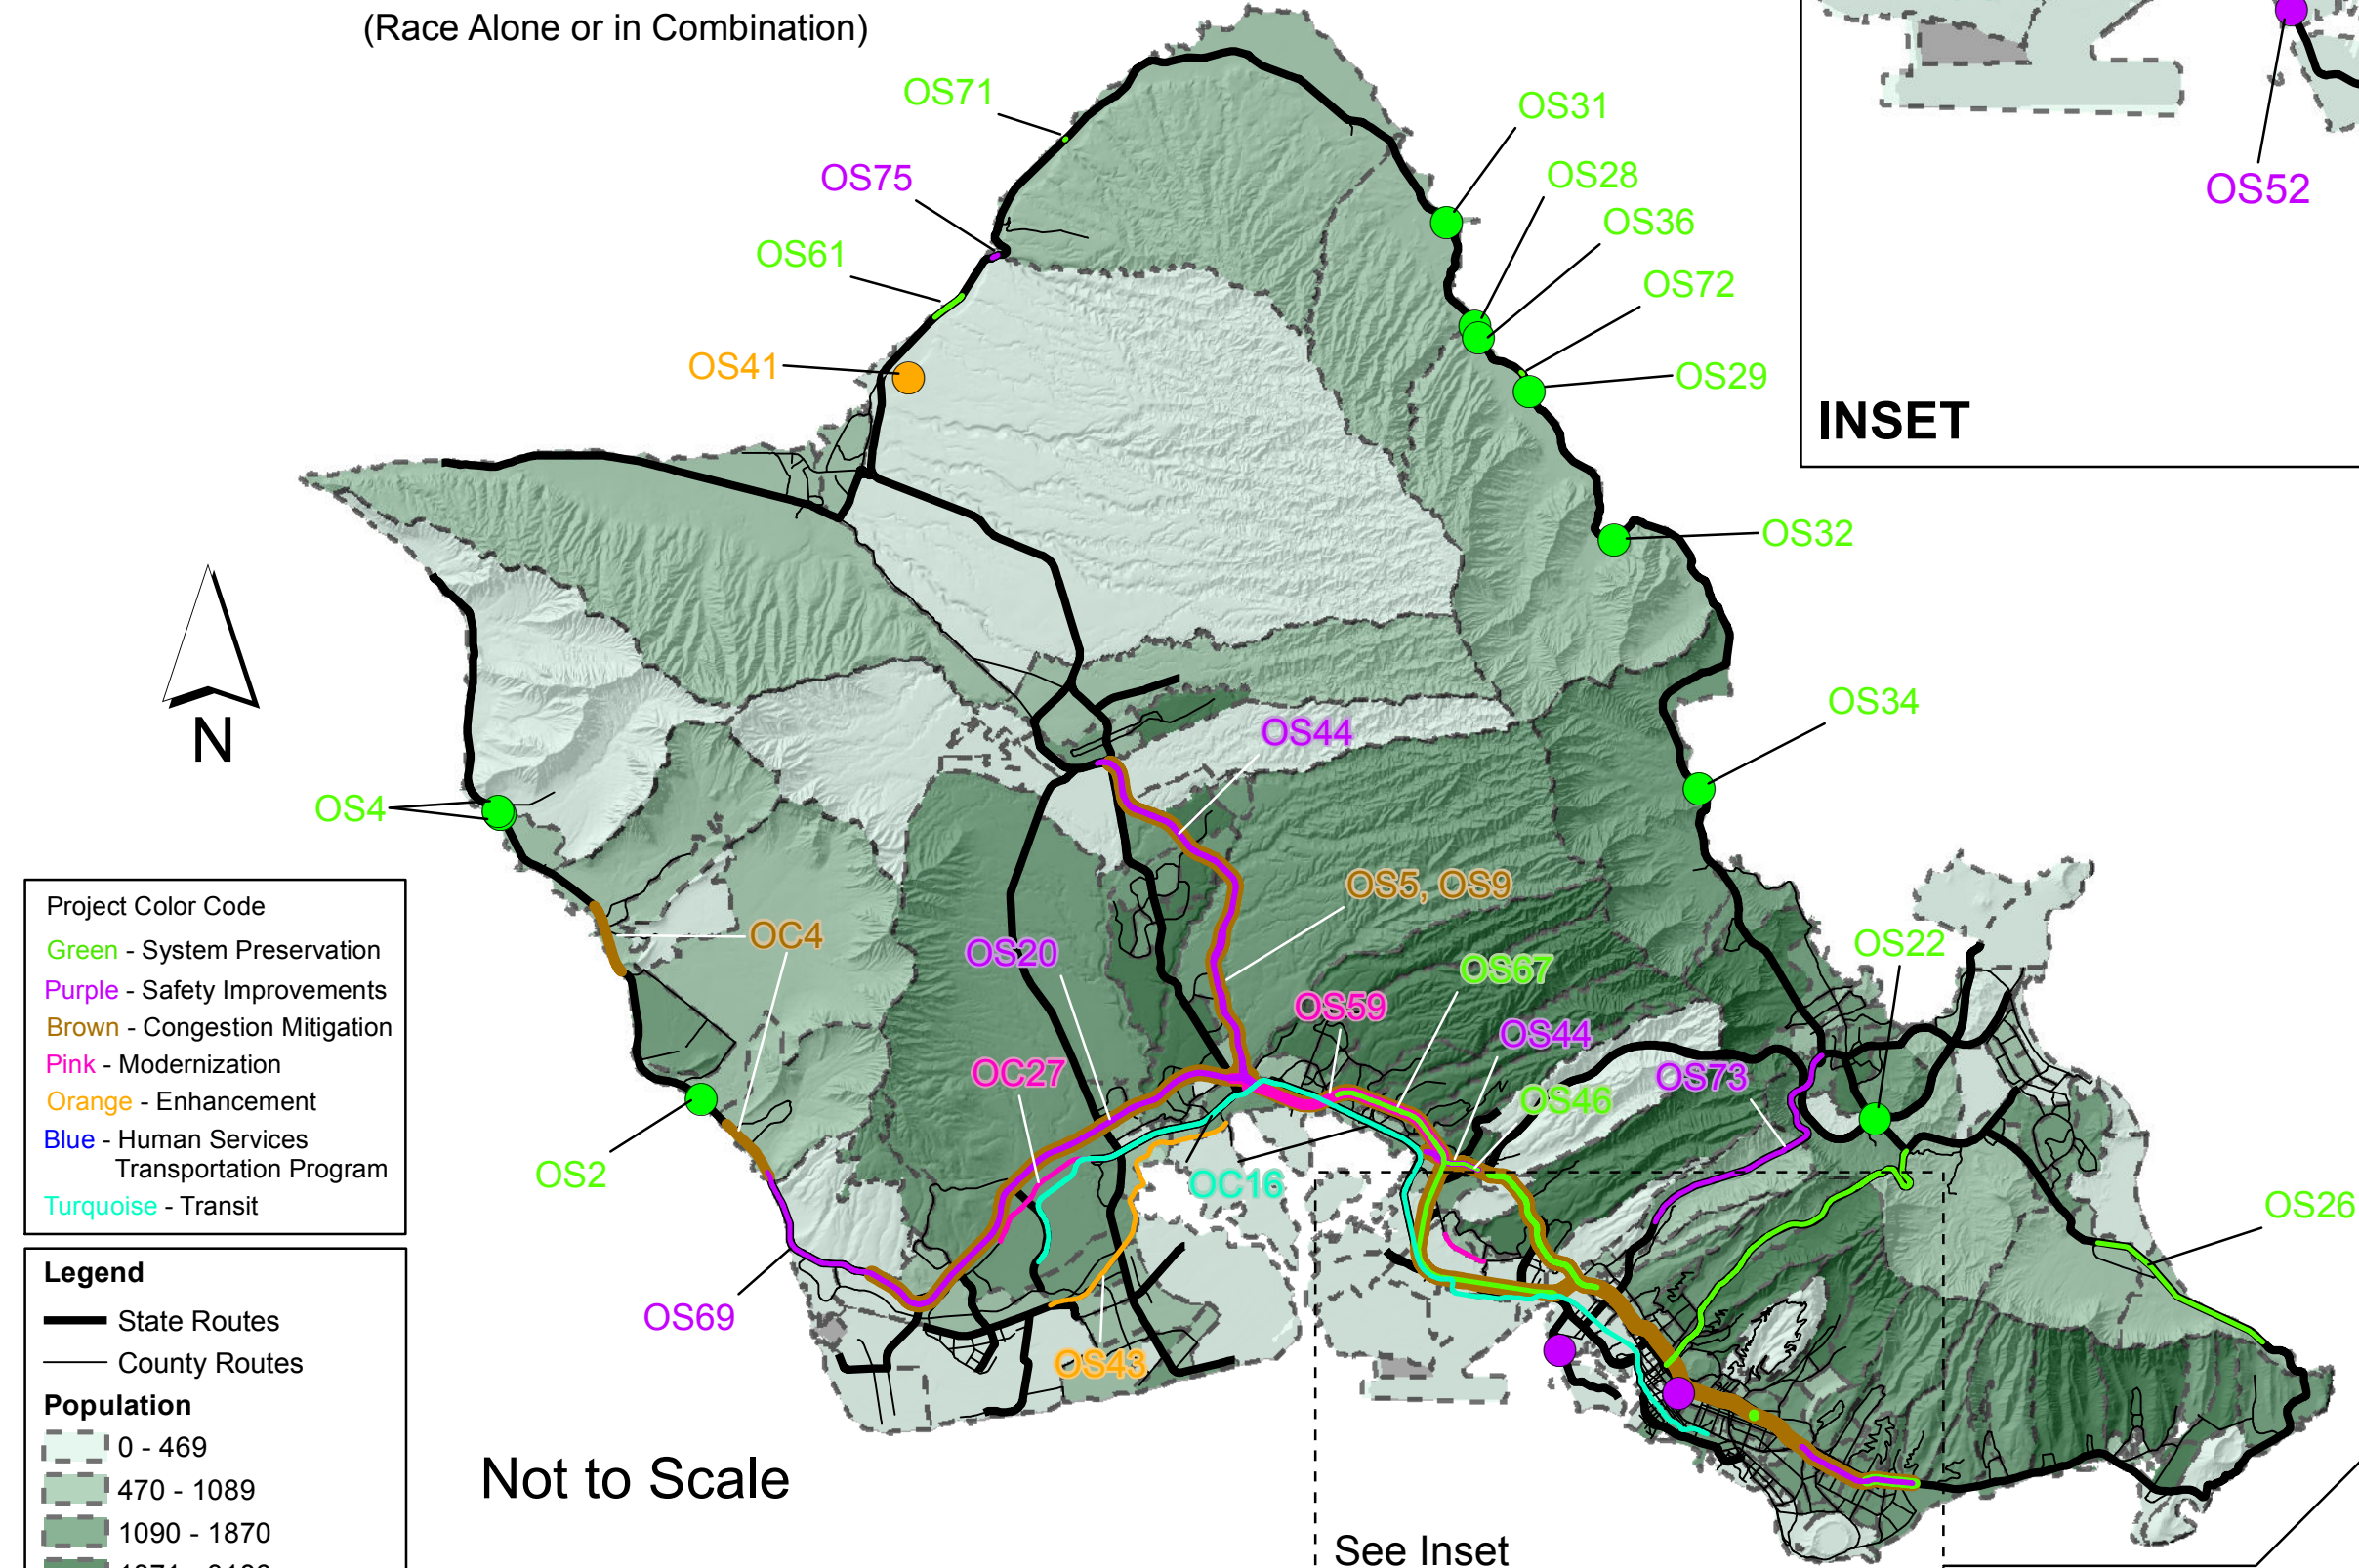 (Race Alone or in Combination)
OS71
OS31
OS75
OS28
OS52
OS36
OS61
OS72
OS41
OS29
INSET
OS32
N
OS34
OS44
OS4
OS5, OS9
Project Color Code
Green - System Preservation
Purple - Safety Improvements
Brown - Congestion Mitigation
Pink - Modernization
Orange - Enhancement
Blue - Human Services
Transportation Program
Turquoise - Transit
OC4
OS20
OS22
OS67
OS59
OS44
OC27
OS73
OS46
OS2
OC16
OS26
OS69
OS43
Legend
State Routes
County Routes
Population
0 - 469
470 - 1089
1090 - 1870
Not to Scale
See Inset